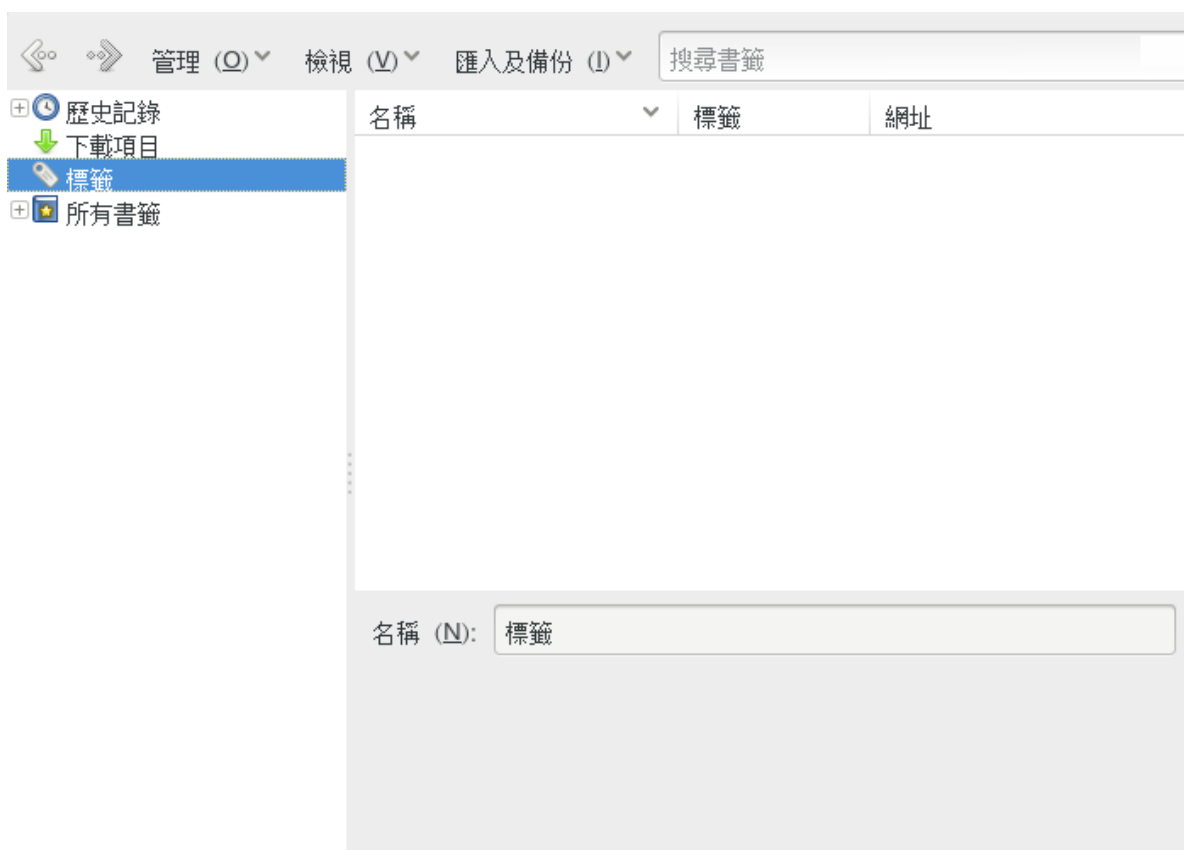 管理 (O) 檢視 (V) 匯入及備份 (I) 搜尋書籤
歷史記錄
下載項目
標籤
所有書籤
名稱 標籤 網址
名稱 (N): 標籤